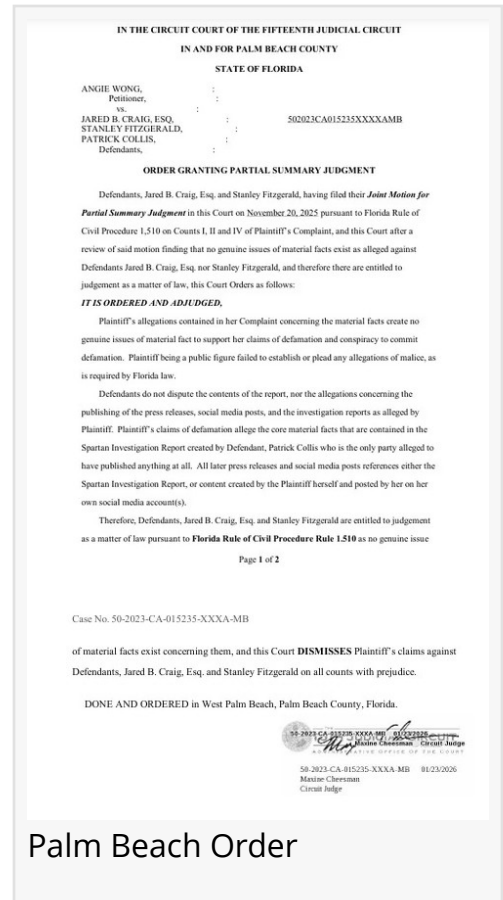 IN THE CIRCUIT COURT OF THE FIFTEENTH JUDICIAL CIRCUIT
IN AND FOR PALM BEACH COUNTY
STATE OF FLORIDA
ANGIE WONG, :
Petitioner, :
vs. :
JARED B. CRAIG, ESQ, : 502023CA015235XXXXAMB
STANLEY FITZGERALD, :
PATRICK COLLIS, :
Defendants, :
ORDER GRANTING PARTIAL SUMMARY JUDGMENT
Defendants, Jared B. Craig, Esq. and Stanley Fitzgerald, having filed their Joint Motion for
Partial Summary Judgment in this Court on November 20, 2025 pursuant to Florida Rule of
Civil Procedure 1,510 on Counts I, II and IV of Plaintiff's Complaint, and this Court after a
review of said motion finding that no genuine issues of material facts exist as alleged against
Defendants Jared B. Craig, Esq. nor Stanley Fitzgerald, and therefore there are entitled to
judgement as a matter of law, this Court Orders as follows:
IT IS ORDERED AND ADJUDGED,
Plaintiff's allegations contained in her Complaint concerning the material facts create no
genuine issues of material fact to support her claims of defamation and conspiracy to commit
defamation. Plaintiff being a public figure failed to establish or plead any allegations of malice, as
is required by Florida law.
Defendants do not dispute the contents of the report, nor the allegations concerning the
publishing of the press releases, social media posts, and the investigation reports as alleged by
Plaintiff. Plaintiff's claims of defamation allege the core material facts that are contained in the
Spartan Investigation Report created by Defendant, Patrick Collis who is the only party alleged to
have published anything at all. All later press releases and social media posts references either the
Spartan Investigation Report, or content created by the Plaintiff herself and posted by her on her
own social media account(s).
Therefore, Defendants, Jared B. Craig, Esq. and Stanley Fitzgerald are entitled to judgement
as a matter of law pursuant to Florida Rule of Civil Procedure Rule 1.510 as no genuine issue
Page 1 of 2
Case No. 50-2023-CA-015235-XXXA-MB
of material facts exist concerning them, and this Court DISMISSES Plaintiff's claims against
Defendants, Jared B. Craig, Esq. and Stanley Fitzgerald on all counts with prejudice.
DONE AND ORDERED in West Palm Beach, Palm Beach County, Florida.
50-2023-CA-015235-XXXA-MB 01/23/2026
Maxine Cheesman Circuit Judge
50-2023-CA-015235-XXXA-MB 01/23/2026
Maxine Cheesman
Circuit Judge
Palm Beach Order